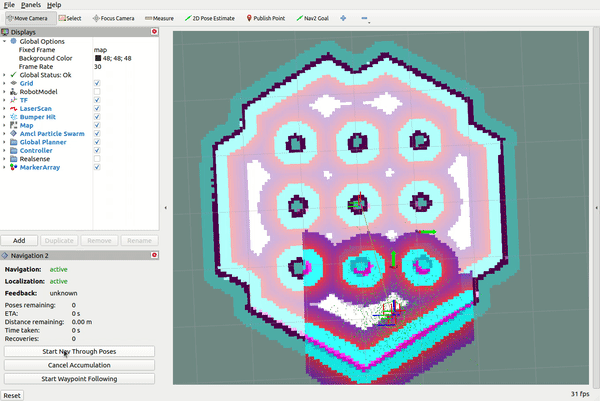 File Panels Help
Move Camera Select Focus Camera Measure 2D Pose Estimate Publish Point Nav2 Goal
Displays
Global Options
Fixed Frame map
Background Color 48; 48; 48
Frame Rate 30
Global Status: Ok
Grid
RobotModel
TF
LaserScan
Bumper Hit
Map
Amcl Particle Swarm
Global Planner
Controller
Realsense
MarkerArray
Add Duplicate Remove Rename
Navigation 2
Navigation: active
Localization: active
Feedback: unknown
Poses remaining: 0
ETA: 0 s
Distance remaining: 0.00 m
Time taken: 0 s
Recoveries: 0
Start Nav Through Poses
Cancel Accumulation
Start Waypoint Following
Reset 31 fps